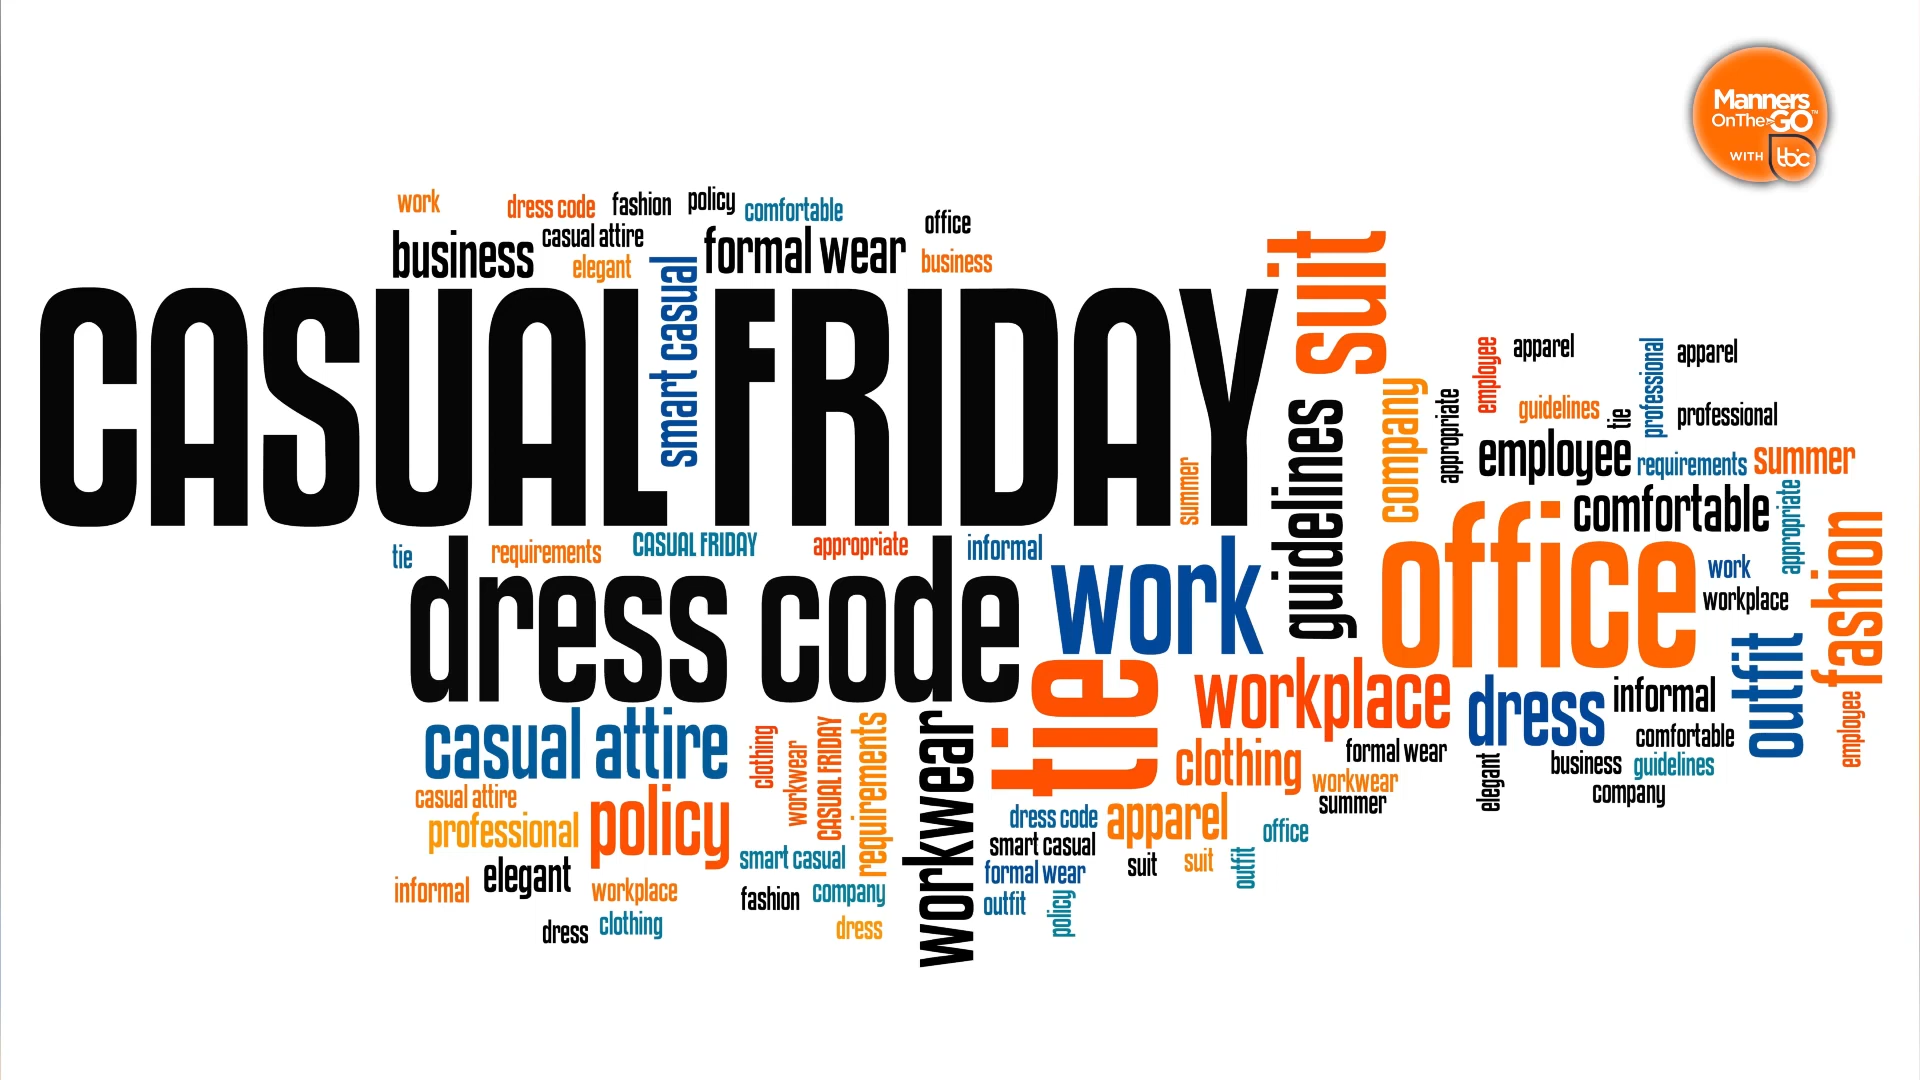 Manners
OnThe GO™
WITH tbc
work
dress code
fashion
policy
comfortable
office
business
casual attire
elegant
formal wear
business
suit
smart casual
CASUAL FRIDAY
summer
guidelines
company
appropriate
employee
apparel
guidelines
tie
professional
apparel
professional
employee
requirements
summer
comfortable
appropriate
fashion
tie
requirements
CASUAL FRIDAY
appropriate
informal
dress code
work
office
work
workplace
outfit
employee
tie
workplace
dress
informal
comfortable
business
guidelines
company
casual attire
clothing
workwear
CASUAL FRIDAY
requirements
workwear
clothing
formal wear
workwear
summer
elegant
casual attire
professional
policy
smart casual
dress code
apparel
smart casual
formal wear
outfit
policy
suit
suit
outfit
office
informal
elegant
workplace
fashion
company
dress
clothing
dress